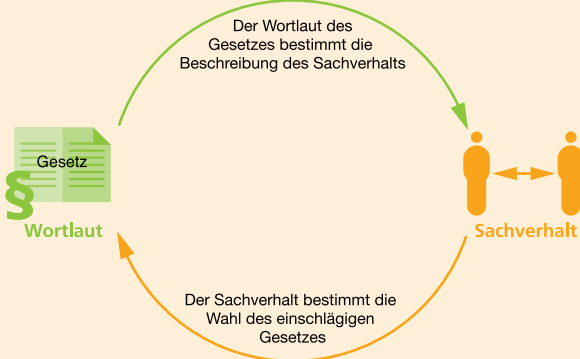 Der Wortlaut des
Gesetzes bestimmt die
Beschreibung des Sachverhalts
Gesetz
§
Wortlaut
Sachverhalt
Der Sachverhalt bestimmt die
Wahl des einschlägigen
Gesetzes